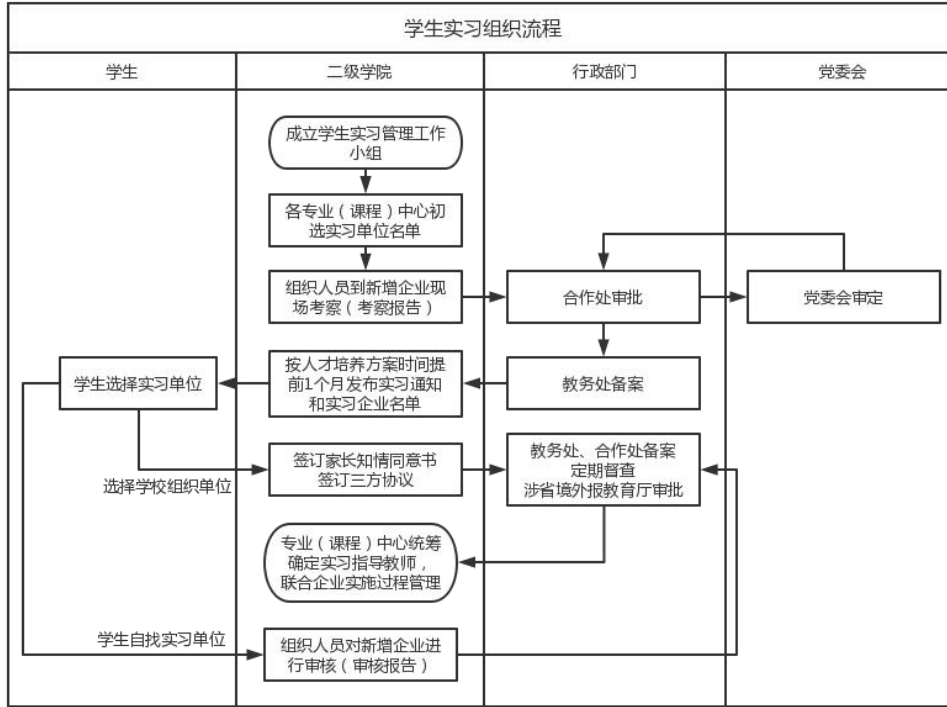 学生实习组织流程
学生
二级学院
行政部门
党委会
成立学生实习管理工作
小组
各专业（课程）中心初
选实习单位名单
组织人员到新增企业现
场考察（考察报告）
合作处审批
党委会审定
学生选择实习单位
按人才培养方案时间提
前1个月发布实习通知
和实习企业名单
教务处备案
选择学校组织单位
签订家长知情同意书
签订三方协议
教务处、合作处备案
定期督查
涉省境外报教育厅审批
专业（课程）中心统筹
确定实习指导教师，
联合企业实施过程管理
学生自找实习单位
组织人员对新增企业进
行审核（审核报告）